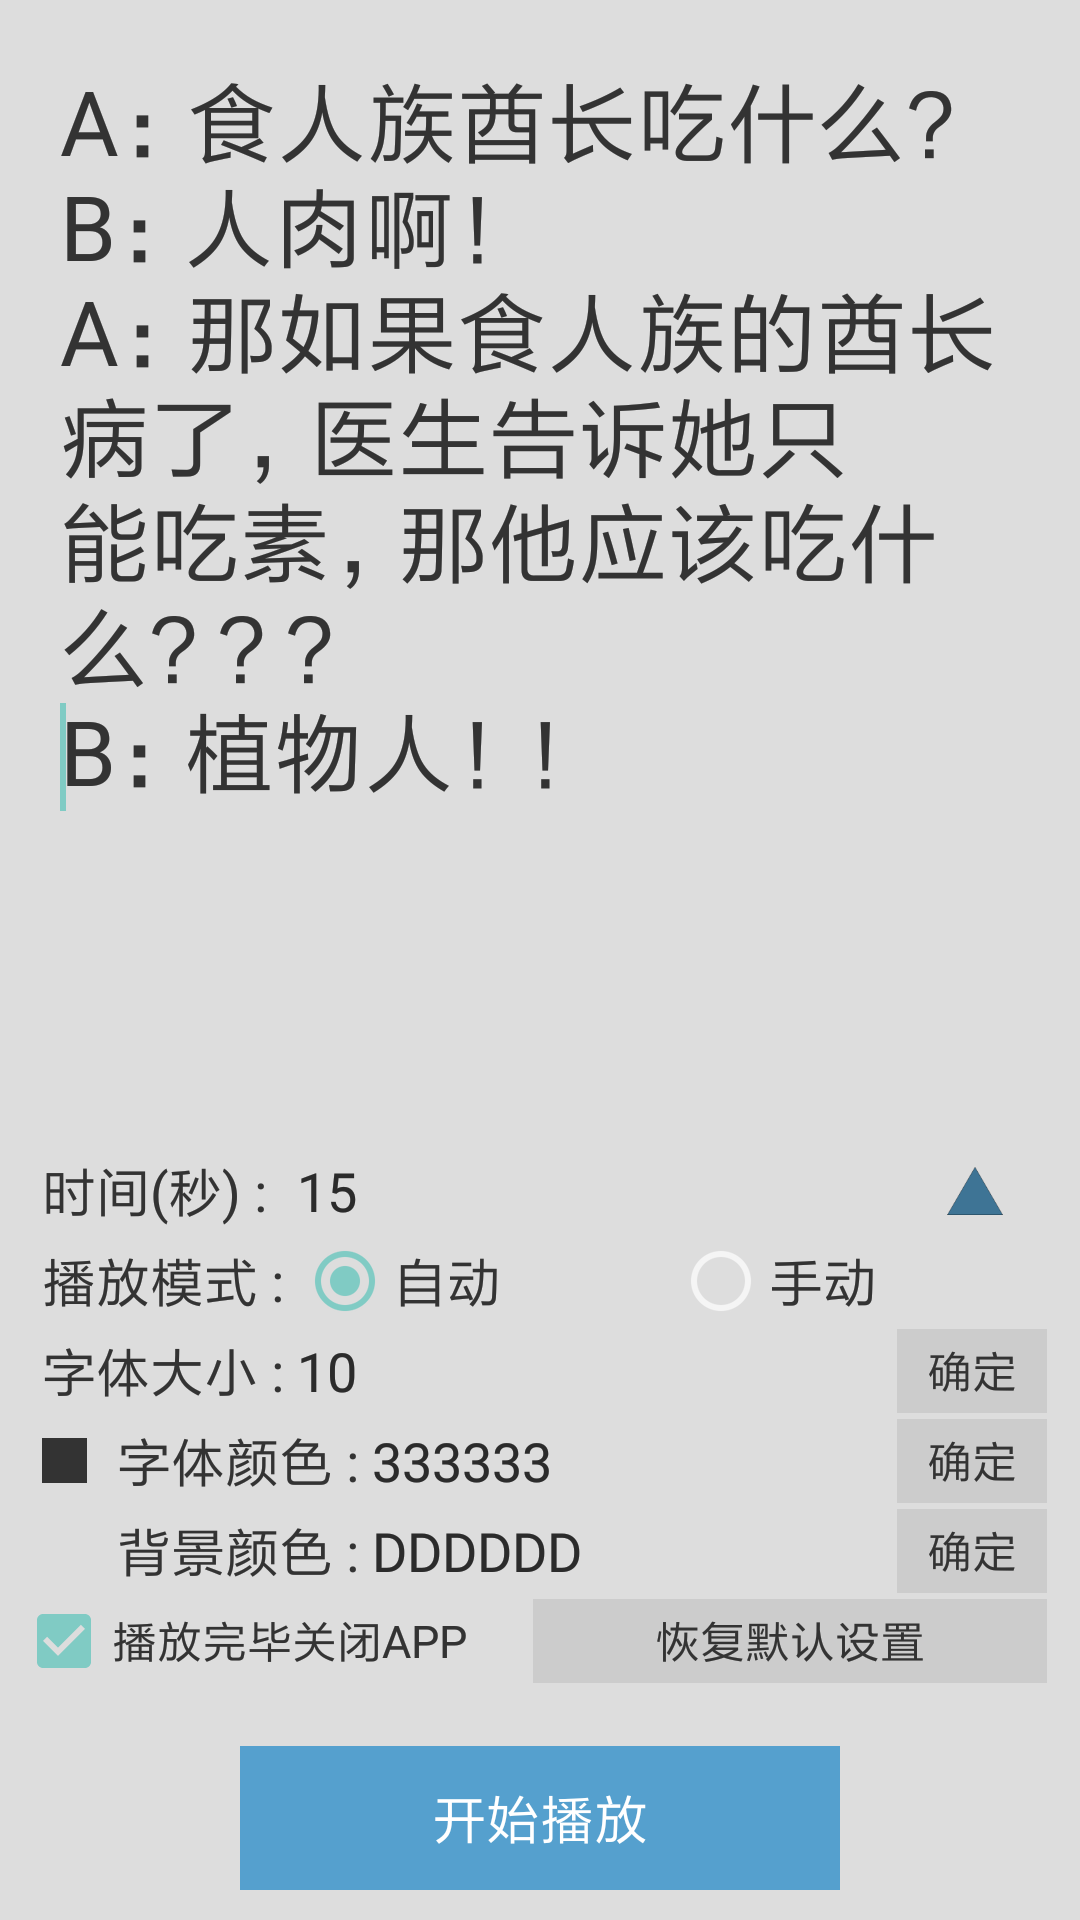 A：食人族酋长吃什么？
B：人肉啊！
A：那如果食人族的酋长
病了，医生告诉她只
能吃素，那他应该吃什
么？？？
B：植物人！！
时间(秒)： 15
播放模式： 自动 手动
字体大小：10 确定
字体颜色：333333 确定
背景颜色：DDDDDD 确定
播放完毕关闭APP 恢复默认设置
开始播放